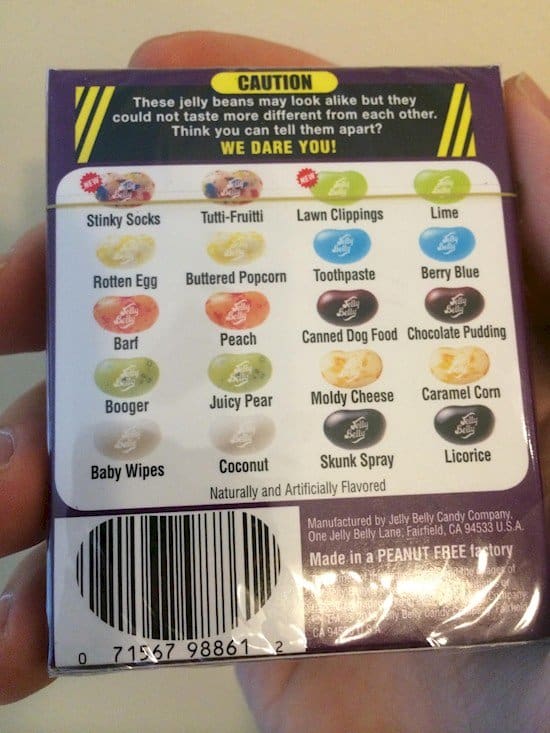 CAUTION
These jelly beans may look alike but they
could not taste more different from each other.
Think you can tell them apart?
WE DARE YOU!
NEW NEW
Stinky Socks Tutti-Fruitti Lawn Clippings Lime
Rotten Egg Buttered Popcorn Toothpaste Berry Blue
Barf Peach Canned Dog Food Chocolate Pudding
Booger Juicy Pear Moldy Cheese Caramel Corn
Baby Wipes Coconut Skunk Spray Licorice
Naturally and Artificially Flavored
Manufactured by Jelly Belly Candy Company,
One Jelly Belly Lane, Fairfield, CA 94533 U.S.A.
Made in a PEANUT FREE factory
0 71567 98861 2